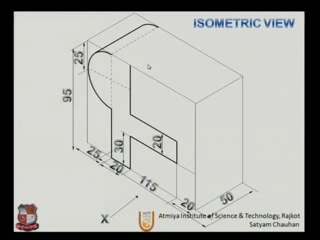 ISOMETRIC VIEW
25
95
30
20
25
20
115
20
50
X
Atmiya Institute of Science & Technology, Rajkot
Satyam Chauhan